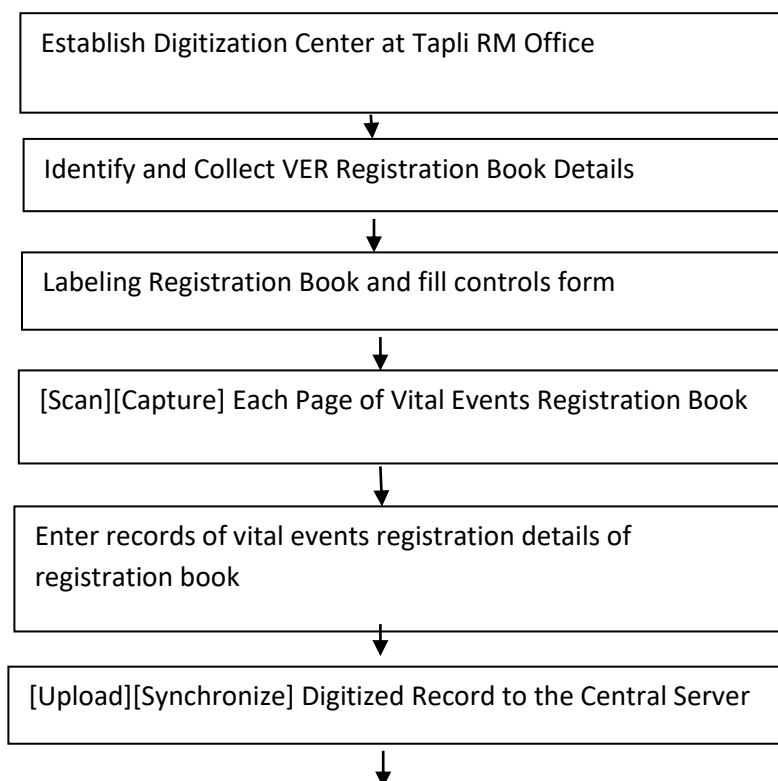 Establish Digitization Center at Tapli RM Office
Identify and Collect VER Registration Book Details
Labeling Registration Book and fill controls form
[Scan][Capture] Each Page of Vital Events Registration Book
Enter records of vital events registration details of
registration book
[Upload][Synchronize] Digitized Record to the Central Server